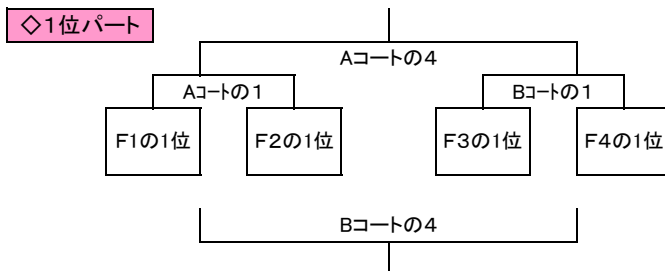 ◇１位パート
Aコートの４
Aｺｰﾄの１
Bコートの１
F１の１位
F２の１位
F３の１位
F４の１位
Bコートの４